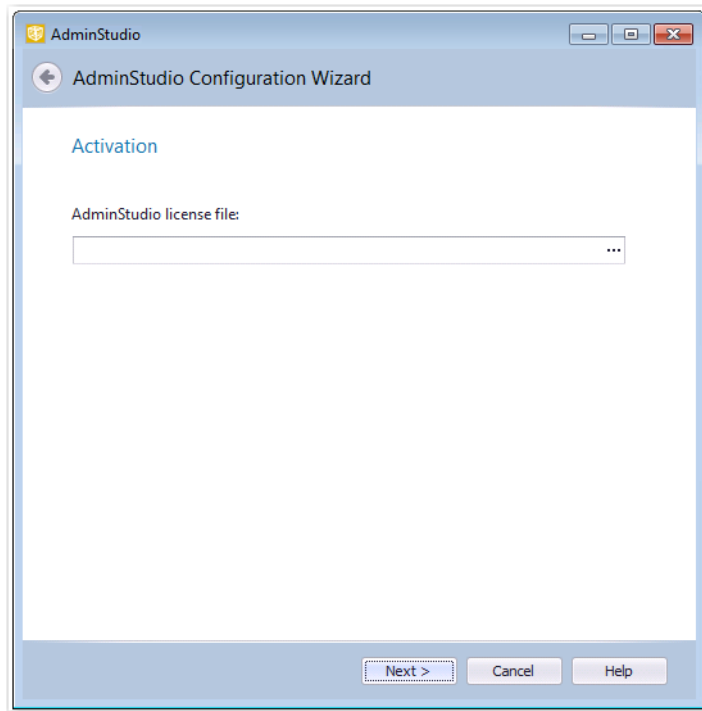 AdminStudio
AdminStudio Configuration Wizard
Activation
AdminStudio license file:
...
Next >
Cancel
Help